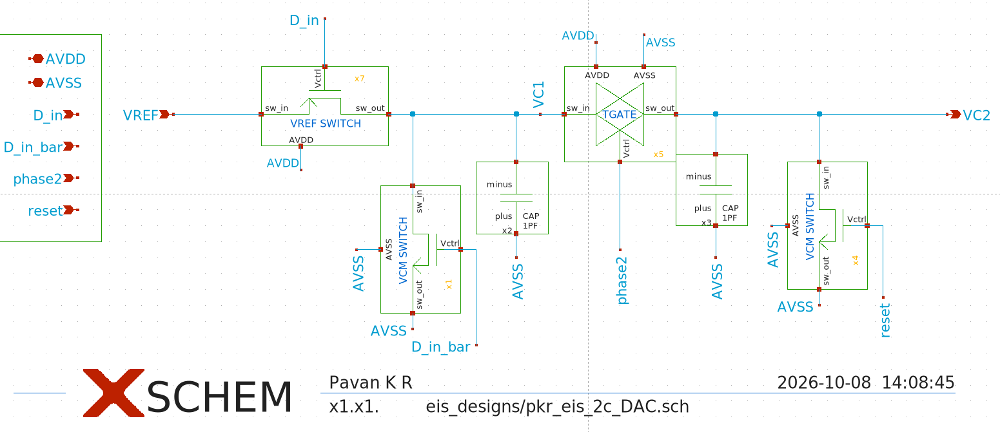 D_in
AVDD
AVSS
AVDD
AVSS
D_in
D_in_bar
phase2
reset
VREF
Vctrl
x7
sw_in
sw_out
VREF SWITCH
AVDD
AVDD
VC1
AVDD
AVSS
sw_in
sw_out
TGATE
Vctrl
x5
phase2
VC2
sw_in
AVSS
VCM SWITCH
Vctrl
sw_out
x1
AVSS
AVSS
D_in_bar
minus
plus
CAP
1PF
x2
AVSS
minus
plus
CAP
1PF
x3
AVSS
sw_in
AVSS
VCM SWITCH
Vctrl
sw_out
x4
AVSS
AVSS
reset
XSCHEM
Pavan K R
2026-10-08 14:08:45
x1.x1.
eis_designs/pkr_eis_2c_DAC.sch